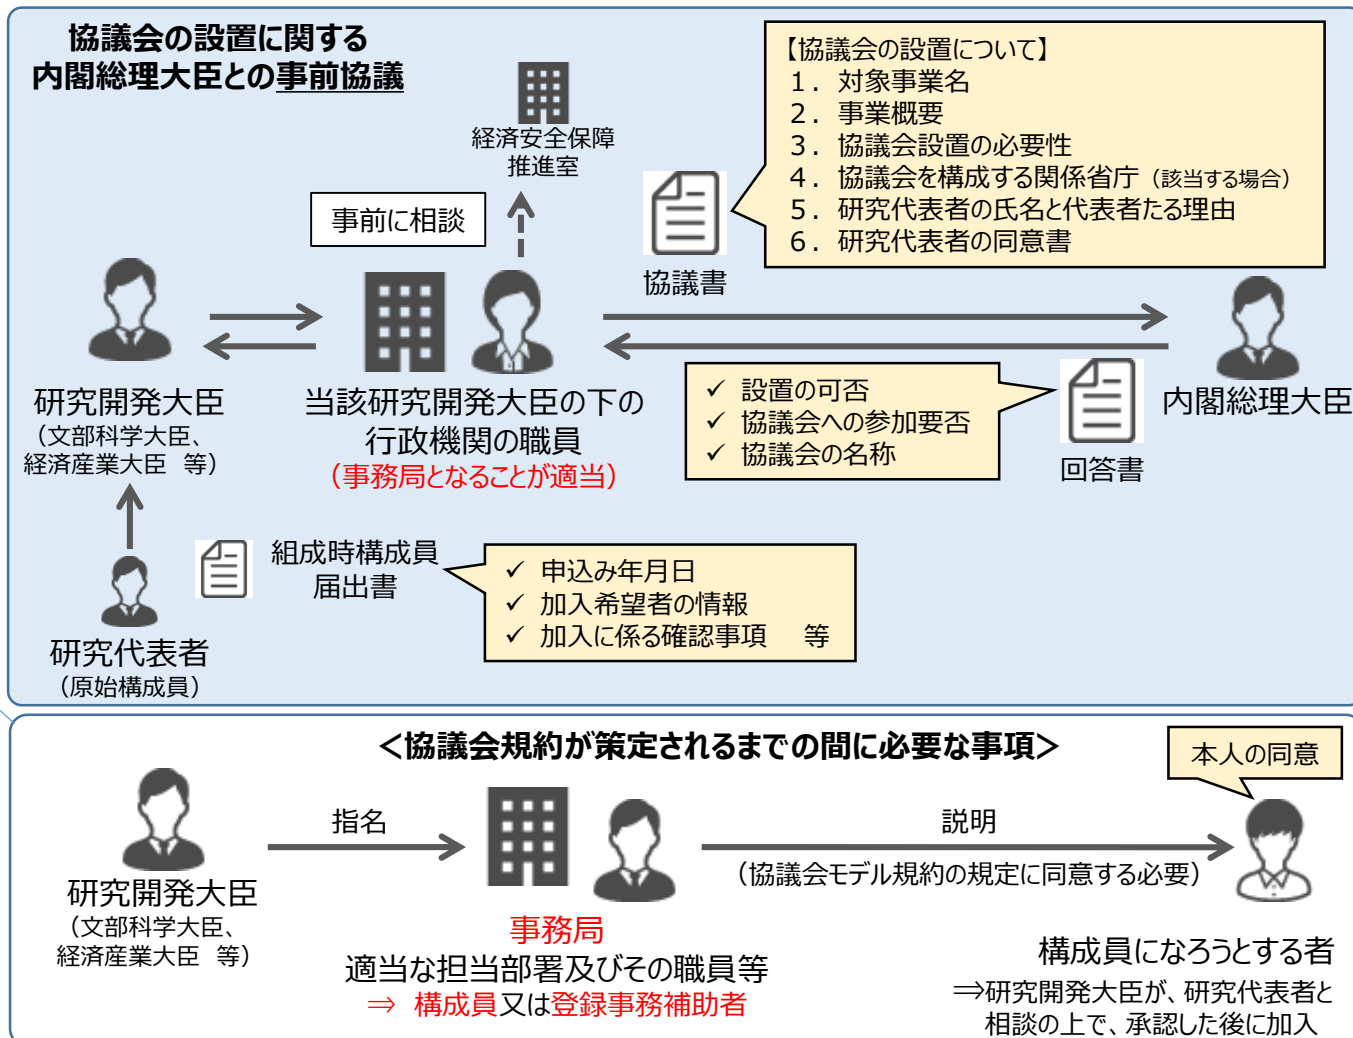 協議会の設置に関する
内閣総理大臣との事前協議
経済安全保障
推進室
事前に相談
【協議会の設置について】
1．対象事業名
2．事業概要
3．協議会設置の必要性
4．協議会を構成する関係省庁（該当する場合）
5．研究代表者の氏名と代表者たる理由
6．研究代表者の同意書
協議書
研究開発大臣
（文部科学大臣、
経済産業大臣 等）
当該研究開発大臣の下の
行政機関の職員
（事務局となることが適当）
✓ 設置の可否
✓ 協議会への参加要否
✓ 協議会の名称
回答書
内閣総理大臣
組成時構成員
届出書
✓ 申込み年月日
✓ 加入希望者の情報
✓ 加入に係る確認事項 等
研究代表者
（原始構成員）
＜協議会規約が策定されるまでの間に必要な事項＞
本人の同意
指名
説明
（協議会モデル規約の規定に同意する必要）
研究開発大臣
（文部科学大臣、
経済産業大臣 等）
事務局
適当な担当部署及びその職員等
⇒ 構成員又は登録事務補助者
構成員になろうとする者
⇒研究開発大臣が、研究代表者と
相談の上で、承認した後に加入